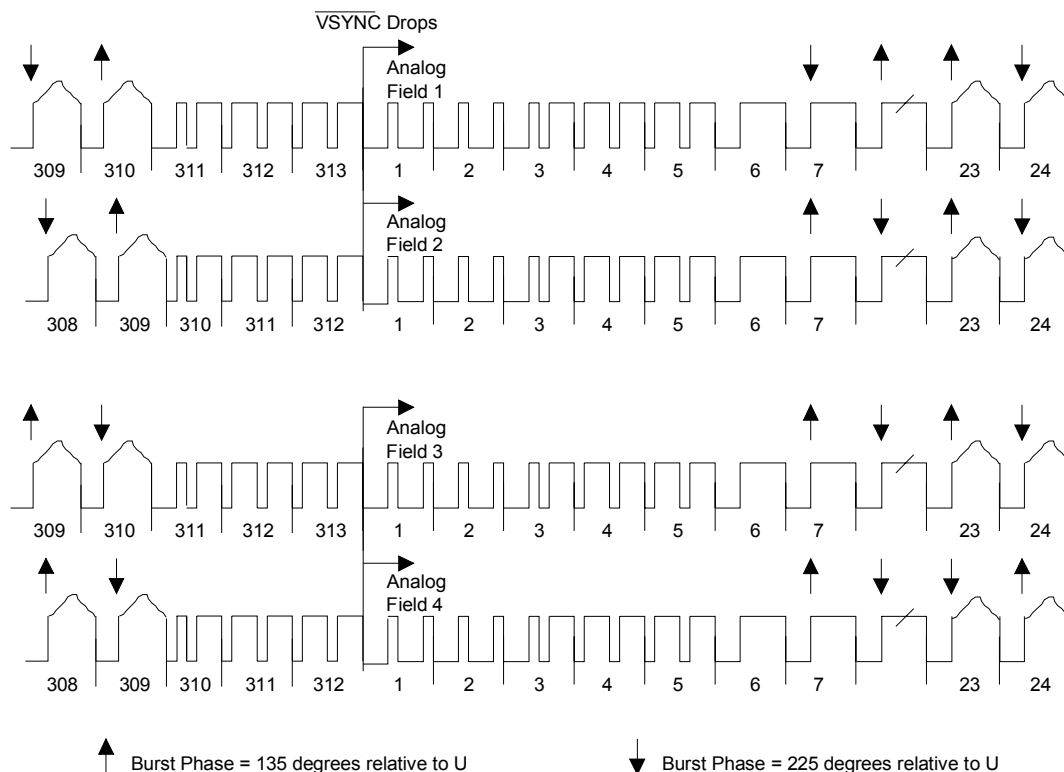 VSYNC Drops
Analog
Field 1
309 310 311 312 313 1 2 3 4 5 6 7 23 24
Analog
Field 2
308 309 310 311 312 1 2 3 4 5 6 7 23 24
Analog
Field 3
309 310 311 312 313 1 2 3 4 5 6 7 23 24
Analog
Field 4
308 309 310 311 312 1 2 3 4 5 6 7 23 24
Burst Phase = 135 degrees relative to U
Burst Phase = 225 degrees relative to U